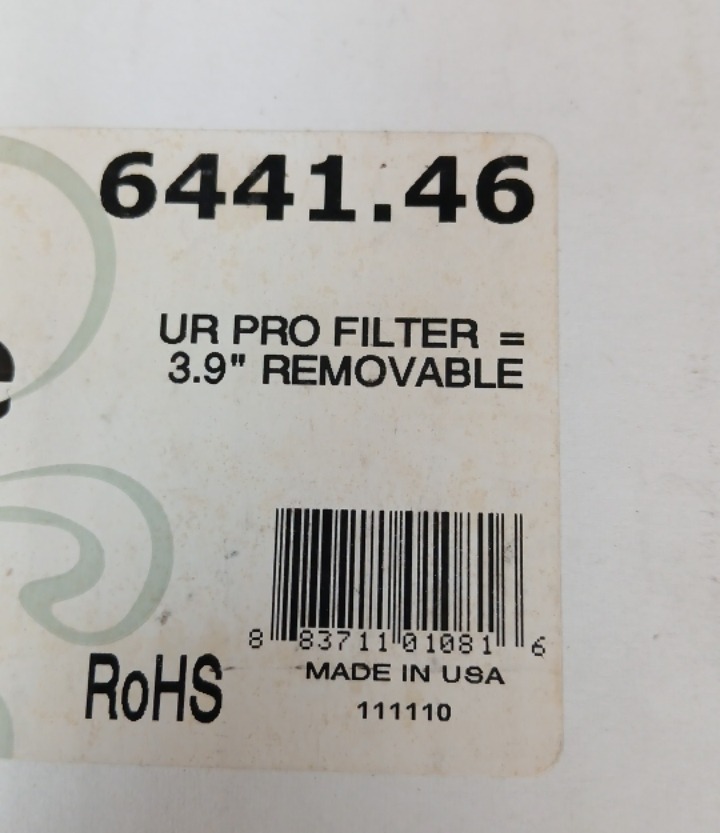 6441.46
UR PRO FILTER =
3.9" REMOVABLE
8 83711 01081 6
MADE IN USA
RoHS
111110